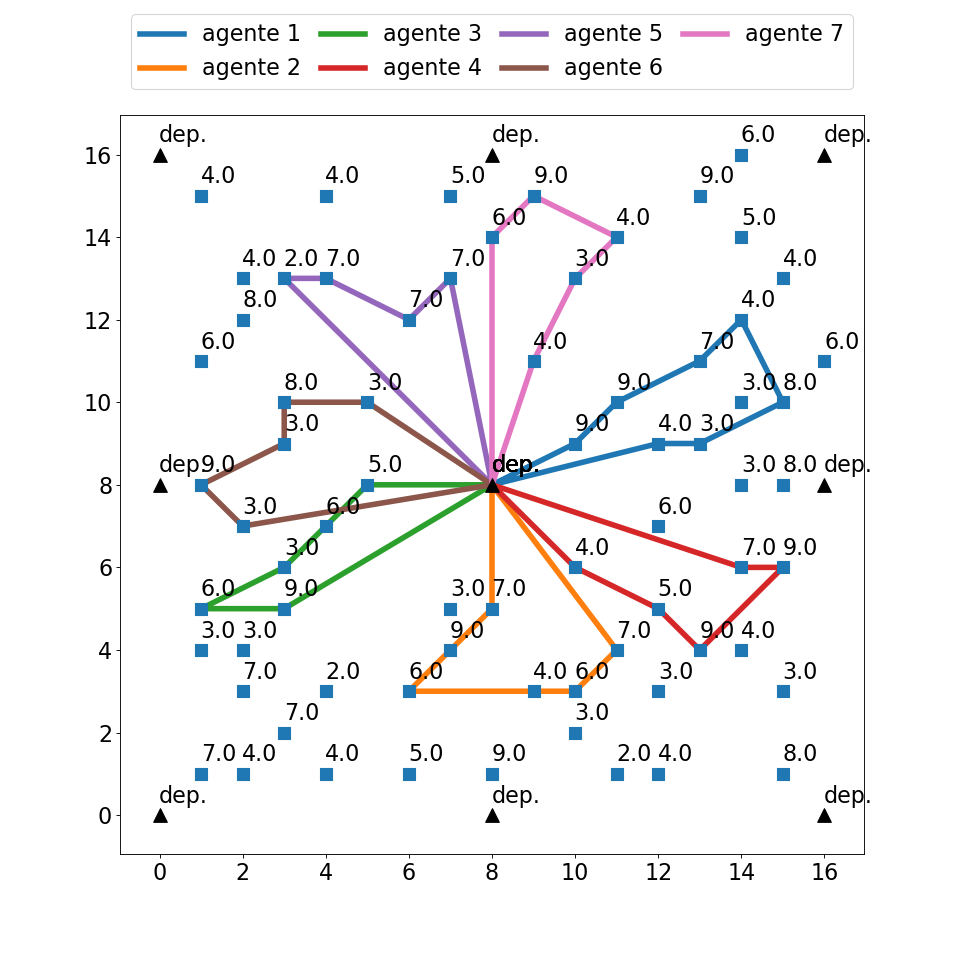 agente 1 agente 3 agente 5 agente 7
agente 2 agente 4 agente 6
dep. dep. 6.0 dep.
16
4.0 4.0 5.0 9.0 9.0
6.0 4.0 5.0
14
4.0 2.0 7.0 7.0 3.0 4.0
8.0 7.0 4.0
12
6.0 4.0 7.0 6.0
8.0 3.0 3.0 8.0
10
3.0 9.0 9.0 4.0 3.0
dep. 9.0 5.0 dep. 3.0 8.0 dep.
8
3.0 6.0 6.0
3.0 4.0 7.0 9.0
6
6.0 9.0 3.0 7.0 5.0
3.0 3.0 9.0 7.0 9.0 4.0
4
7.0 2.0 6.0 4.0 6.0 3.0 3.0
7.0 3.0
2
7.0 4.0 4.0 5.0 9.0 2.0 4.0 8.0
dep. dep. dep.
0
0 2 4 6 8 10 12 14 16